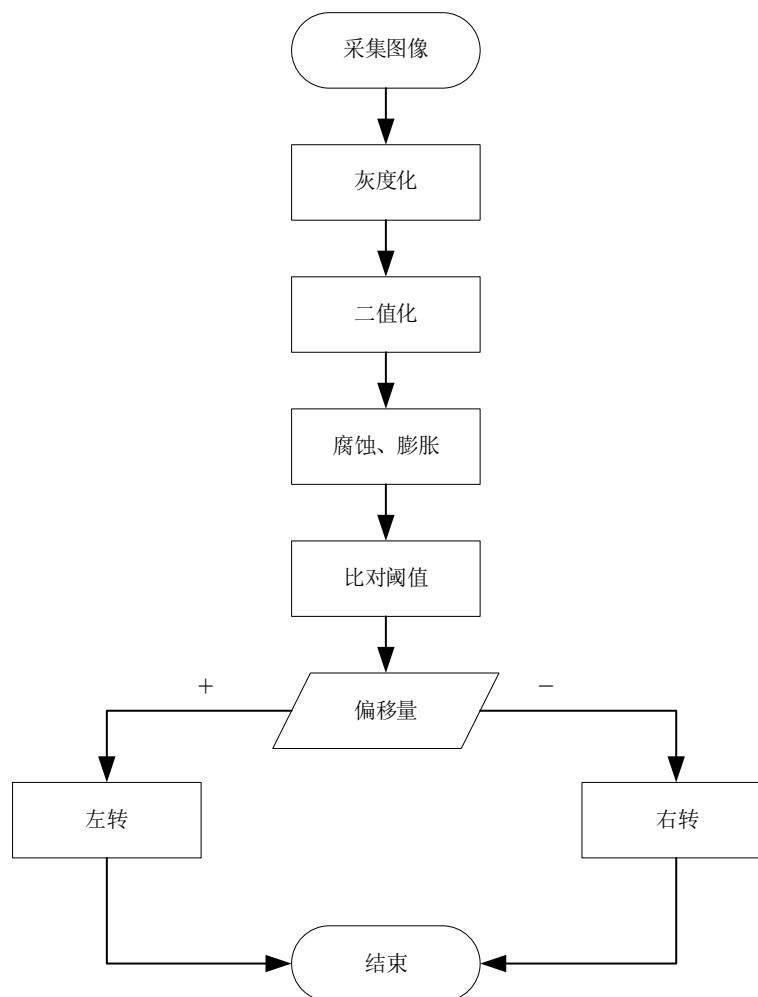 采集图像
灰度化
二值化
腐蚀、膨胀
比对阈值
+
偏移量
−
左转
右转
结束